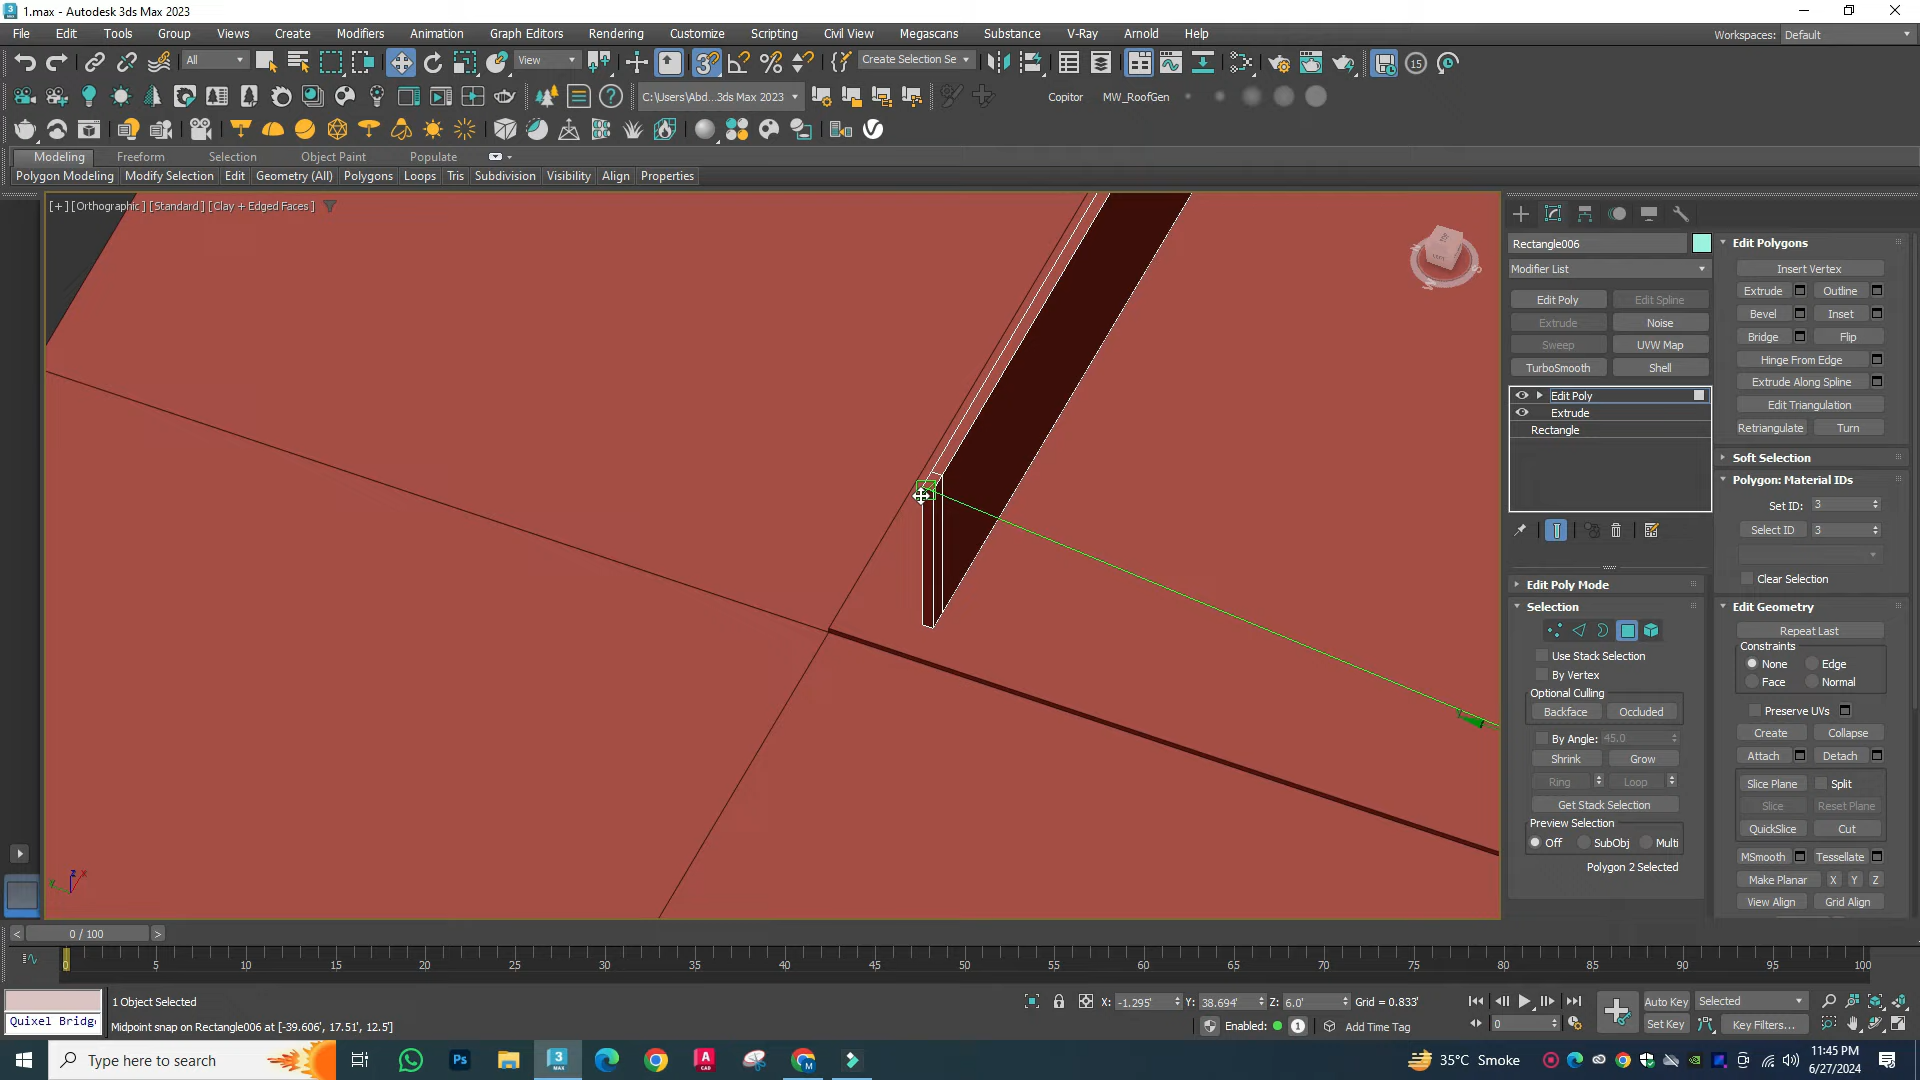 1.max - Autodesk 3ds Max 2023
File Edit Tools Group Views Create Modifiers Animation Graph Editors Rendering Customize Scripting Civil View Megascans Substance V-Ray Arnold Help
Workspaces: Default
All View Create Selection Se 15
C:\Users\Abd...3ds Max 2023 Copitor MW_RoofGen
Modeling Freeform Selection Object Paint Populate
Polygon Modeling Modify Selection Edit Geometry (All) Polygons Loops Tris Subdivision Visibility Align Properties
[+] [Orthographic] [Standard] [Clay + Edged Faces]
Rectangle006
Modifier List
Edit Poly Edit Spline
Extrude Noise
Sweep UVW Map
TurboSmooth Shell
Edit Poly
Extrude
Rectangle
Edit Poly Mode
Selection
Use Stack Selection
By Vertex
Optional Culling
Backface Occluded
By Angle: 45.0
Shrink Grow
Ring Loop
Get Stack Selection
Preview Selection
Off SubObj Multi
Polygon 2 Selected
Edit Polygons
Insert Vertex
Extrude Outline
Bevel Inset
Bridge Flip
Hinge From Edge
Extrude Along Spline
Edit Triangulation
Retriangulate Turn
Soft Selection
Polygon: Material IDs
Set ID: 3
Select ID 3
Clear Selection
Edit Geometry
Repeat Last
Constraints
None Edge
Face Normal
Preserve UVs
Create Collapse
Attach Detach
Slice Plane Split
Slice Reset Plane
QuickSlice Cut
MSmooth Tessellate
Make Planar X Y Z
View Align Grid Align
z x y
< 0 / 100 >
0 5 10 15 20 25 30 35 40 45 50 55 60 65 70 75 80 85 90 95 100
1 Object Selected
X: -1.295' Y: 38.694' Z: 6.0' Grid = 0.833'
Auto Key Selected
Quixel Bridg
Midpoint snap on Rectangle006 at [-39.606', 17.51', 12.5']
Enabled: 1 Add Time Tag
0 Set Key Key Filters...
Type here to search
35°C Smoke
11:45 PM
6/27/2024